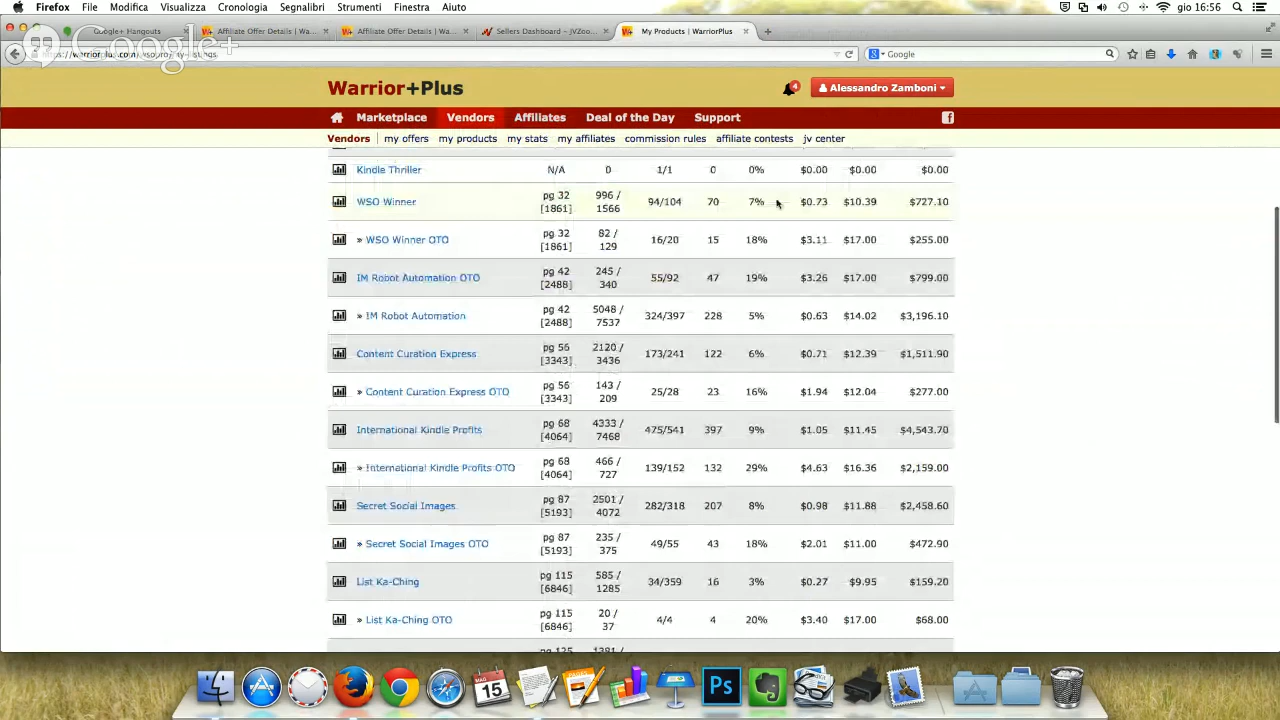 Firefox File Modifica Visualizza Cronologia Segnalibri Strumenti Finestra Aiuto gio 16:56
Google+ Hangouts × Affiliate Offer Details | Wa... × Affiliate Offer Details | Wa... × Sellers Dashboard - JVZoo... × My Products | WarriorPlus × +
Google+
Google
Warrior+Plus 4 Alessandro Zamboni
Marketplace Vendors Affiliates Deal of the Day Support
Vendors my offers my products my stats my affiliates commission rules affiliate contests jv center
Kindle Thriller N/A 0 1/1 0 0% $0.00 $0.00 $0.00
WSO Winner pg 32 [1861] 996 / 1566 94/104 70 7% $0.73 $10.39 $727.10
» WSO Winner OTO pg 32 [1861] 82 / 129 16/20 15 18% $3.11 $17.00 $255.00
IM Robot Automation OTO pg 42 [2488] 245 / 340 55/92 47 19% $3.26 $17.00 $799.00
» IM Robot Automation pg 42 [2488] 5048 / 7537 324/397 228 5% $0.63 $14.02 $3,196.10
Content Curation Express pg 56 [3343] 2120 / 3436 173/241 122 6% $0.71 $12.39 $1,511.90
» Content Curation Express OTO pg 56 [3343] 143 / 209 25/28 23 16% $1.94 $12.04 $277.00
International Kindle Profits pg 68 [4064] 4333 / 7468 475/541 397 9% $1.05 $11.45 $4,543.70
» International Kindle Profits OTO pg 68 [4064] 466 / 727 139/152 132 29% $4.63 $16.36 $2,159.00
Secret Social Images pg 87 [5193] 2501 / 4072 282/318 207 8% $0.98 $11.88 $2,458.60
» Secret Social Images OTO pg 87 [5193] 235 / 375 49/55 43 18% $2.01 $11.00 $472.90
List Ka-Ching pg 115 [6846] 585 / 1285 34/359 16 3% $0.27 $9.95 $159.20
» List Ka-Ching OTO pg 115 [6846] 20 / 37 4/4 4 20% $3.40 $17.00 $68.00
MAG 15 Ps